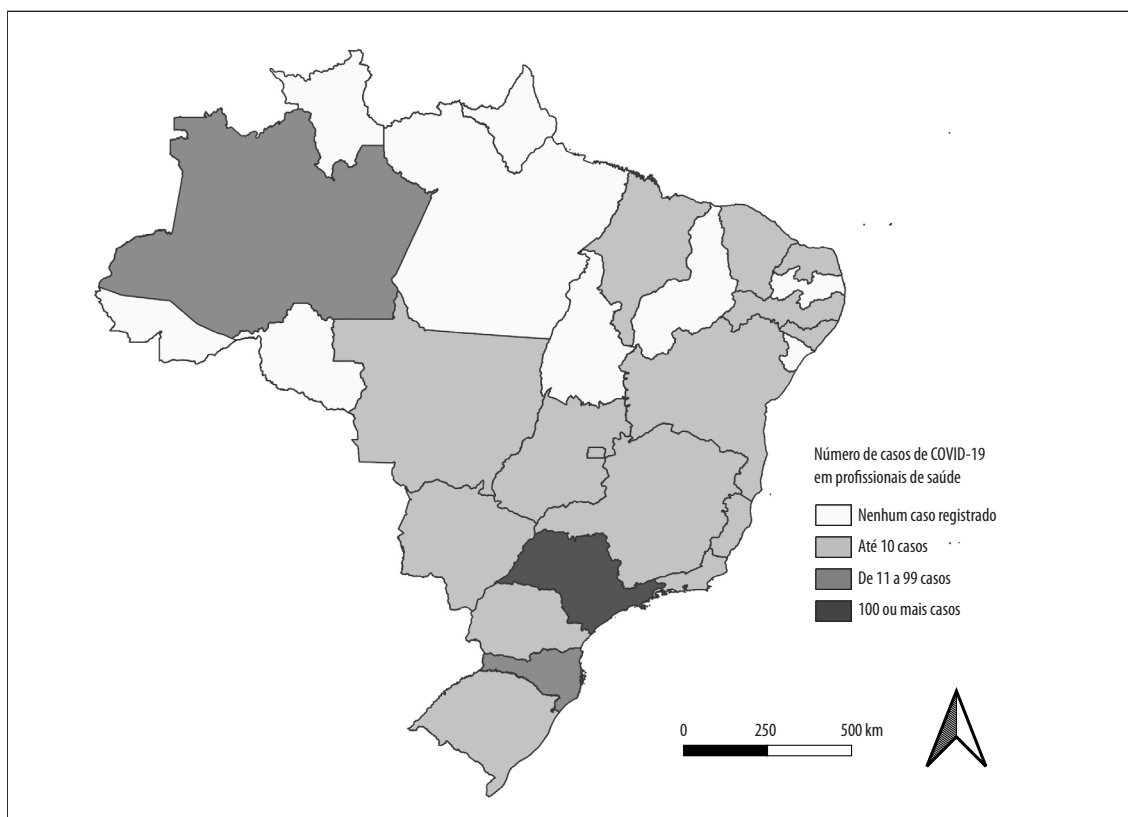 Número de casos de COVID-19
em profissionais de saúde
Nenhum caso registrado
Até 10 casos
De 11 a 99 casos
100 ou mais casos
0 250 500 km